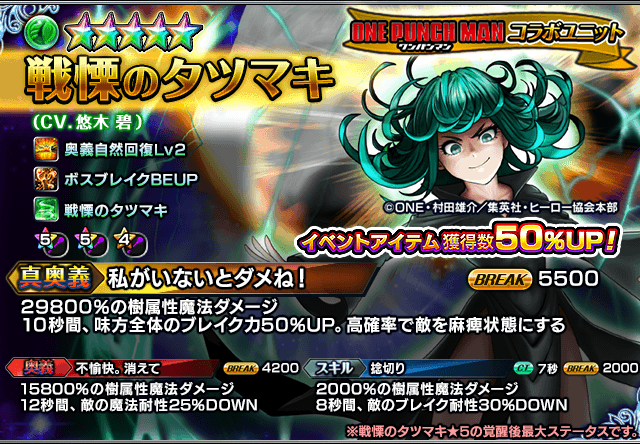 ONE PUNCH MAN コラボユニット
ワンパンマン
戦慄のタツマキ
(CV.悠木 碧)
奥義自然回復Lv2
ボスブレイクBEUP
戦慄のタツマキ
5 5 4
©ONE・村田雄介/集英社・ヒーロー協会本部
イベントアイテム獲得数50%UP!
真奥義 私がいないとダメね! BREAK 5500
29800%の樹属性魔法ダメージ
10秒間、味方全体のブレイク力50%UP。高確率で敵を麻痺状態にする
奥義 不愉快。消えて BREAK 4200
15800%の樹属性魔法ダメージ
12秒間、敵の魔法耐性25%DOWN
スキル 捻切り CT 7秒 BREAK 2000
2000%の樹属性魔法ダメージ
8秒間、敵のブレイク耐性30%DOWN
※戦慄のタツマキ★5の覚醒後最大ステータスです。